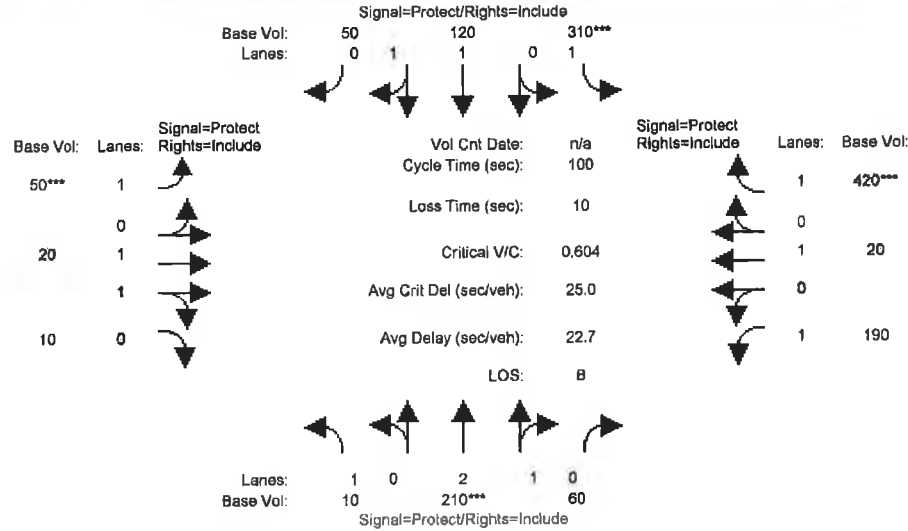 Signal=Protect/Rights=Include
Base Vol: 50 120 310***
Lanes: 0 1 1 0 1
Base Vol: Lanes: Signal=Protect
Rights=Include
Vol Cnt Date: n/a
Signal=Protect
Rights=Include Lanes: Base Vol:
Cycle Time (sec): 100
50*** 1
1 420***
Loss Time (sec): 10
0
0
20 1
Critical V/C: 0.604
1 20
1
Avg Crit Del (sec/veh): 25.0
0
10 0
Avg Delay (sec/veh): 22.7
1 190
LOS: B
Lanes: 1 0 2 1 0
Base Vol: 10 210*** 60
Signal=Protect/Rights=Include